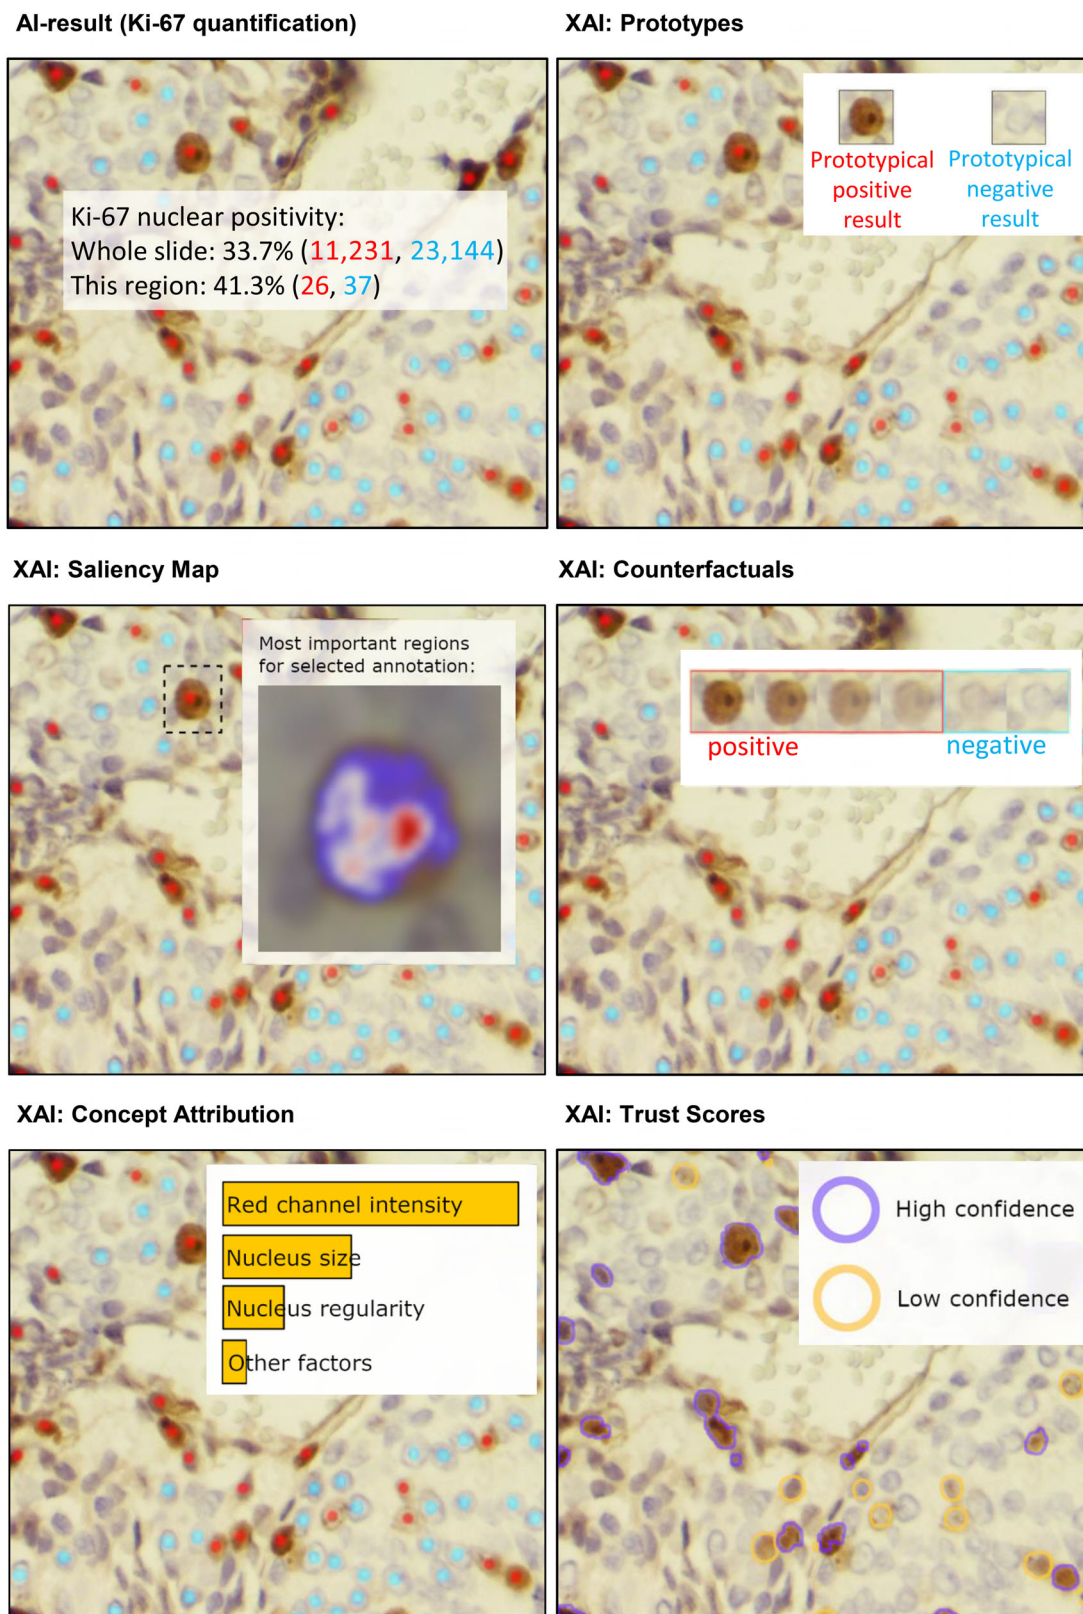 AI-result (Ki-67 quantification)
Ki-67 nuclear positivity:
Whole slide: 33.7% (11,231, 23,144)
This region: 41.3% (26, 37)
XAI: Prototypes
Prototypical
positive
result
Prototypical
negative
result
XAI: Saliency Map
Most important regions
for selected annotation:
XAI: Counterfactuals
positive
negative
XAI: Concept Attribution
Red channel intensity
Nucleus size
Nucleus regularity
Other factors
XAI: Trust Scores
High confidence
Low confidence